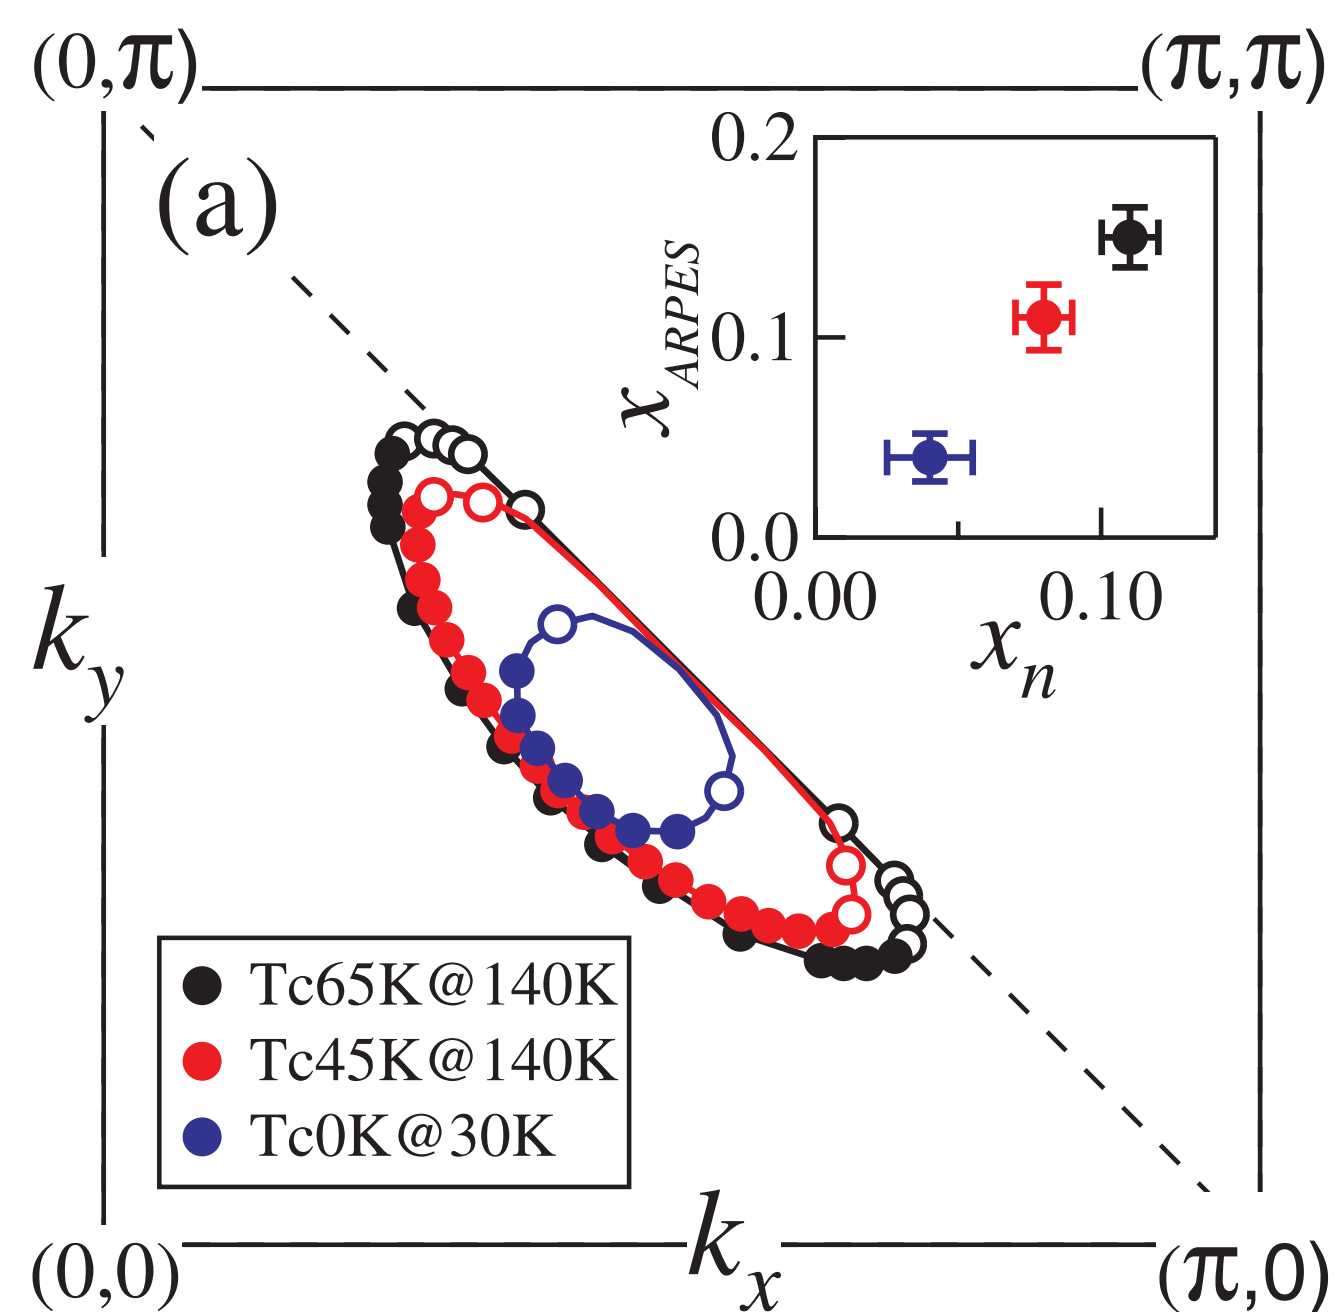 (0,π)
(π,π)
(a)
0.2
0.1
0.0
x_ARPES
0.00
0.10
x_n
k_y
Tc65K@140K
Tc45K@140K
Tc0K@30K
(0,0)
k_x
(π,0)